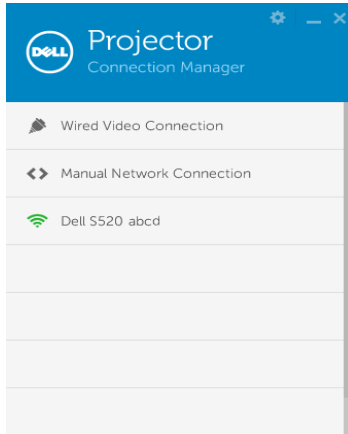 DELL
Projector
Connection Manager
Wired Video Connection
Manual Network Connection
Dell S520 abcd